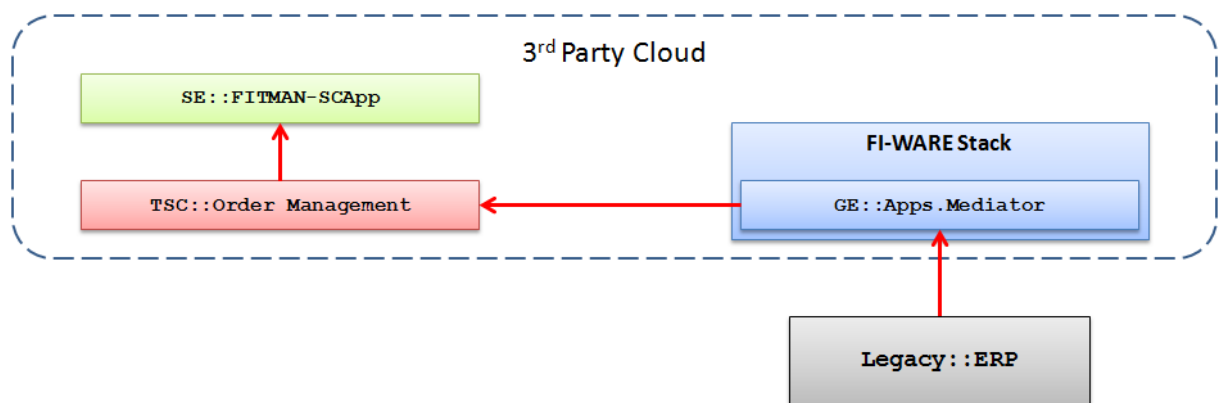 3rd Party Cloud
SE::FITMAN-SCApp
FI-WARE Stack
TSC::Order Management
GE::Apps.Mediator
Legacy::ERP